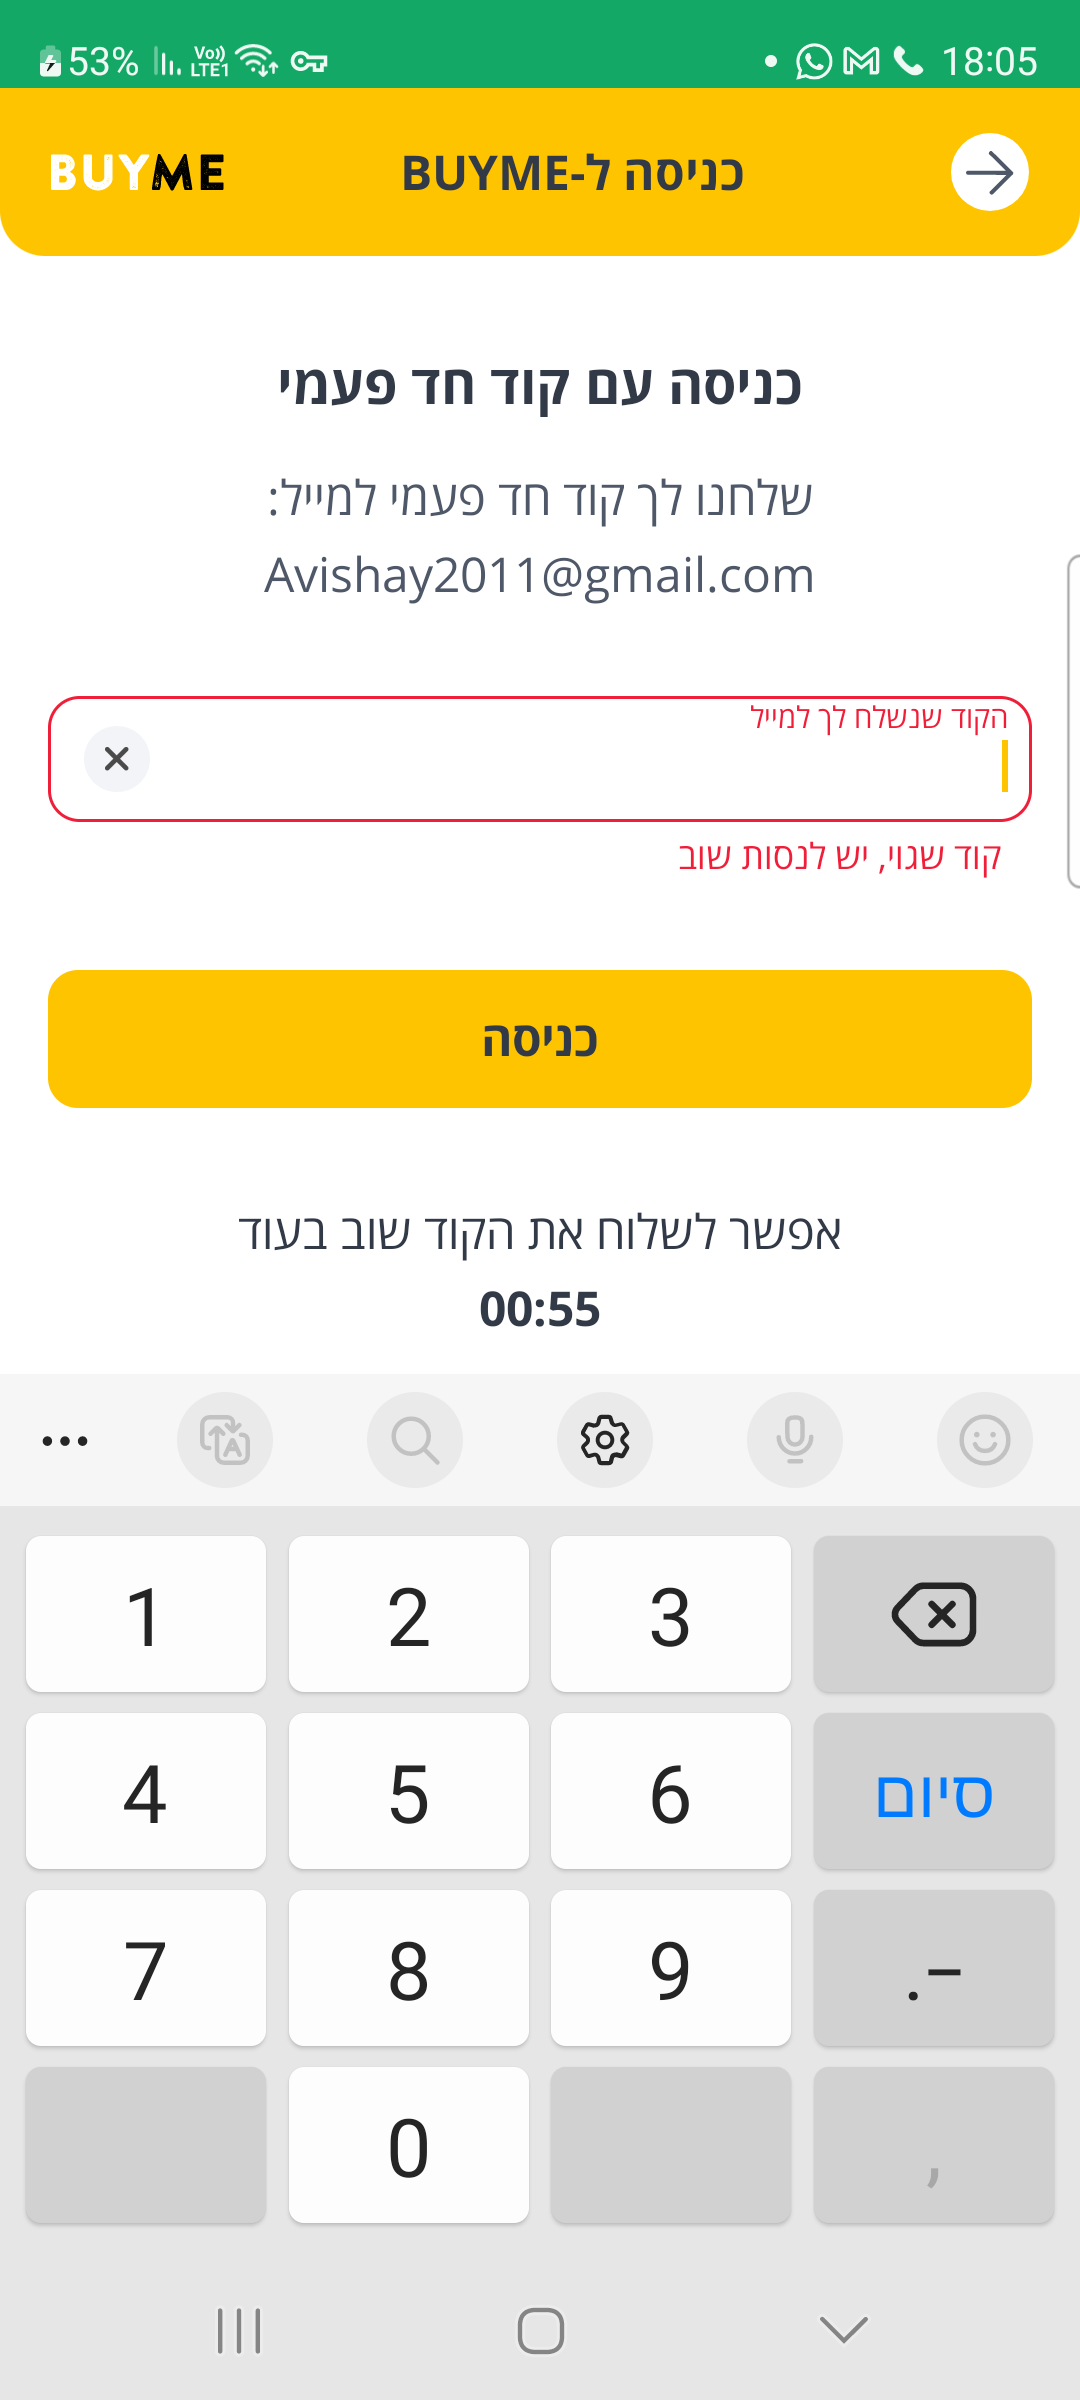 53% Vo)) LTE1 18:05
BUYME
כניסה ל-BUYME
כניסה עם קוד חד פעמי
שלחנו לך קוד חד פעמי למייל:
Avishay2011@gmail.com
הקוד שנשלח לך למייל
קוד שגוי, יש לנסות שוב
כניסה
אפשר לשלוח את הקוד שוב בעוד
00:55
1 2 3
4 5 6 סיום
7 8 9 .-
0 ,